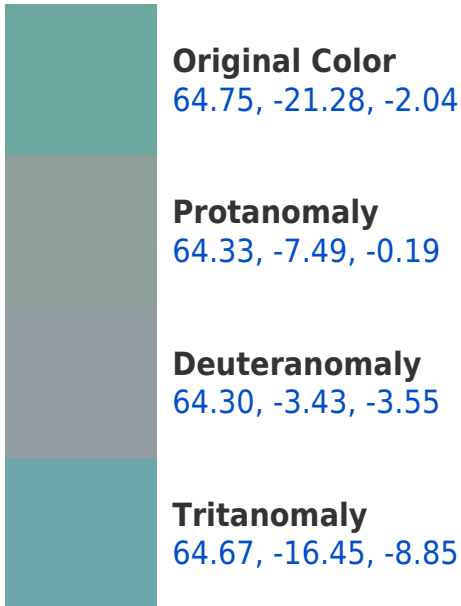 Original Color
64.75, -21.28, -2.04
Protanomaly
64.33, -7.49, -0.19
Deuteranomaly
64.30, -3.43, -3.55
Tritanomaly
64.67, -16.45, -8.85